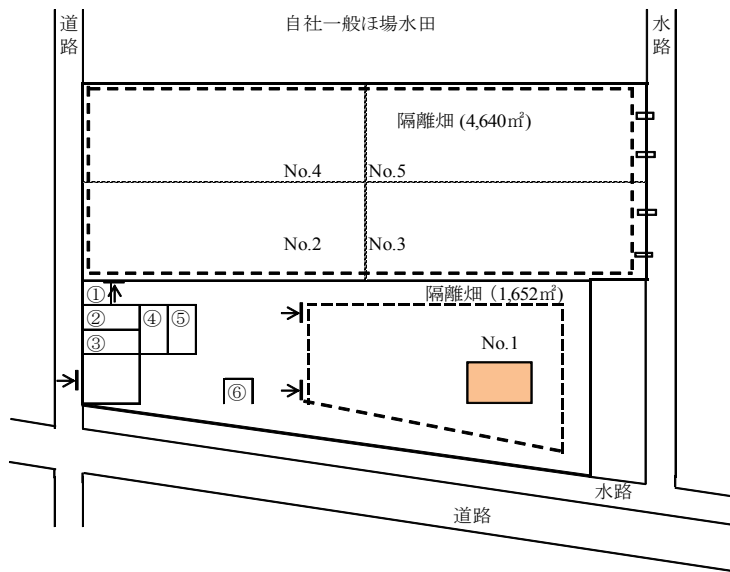 道路
自社一般ほ場水田
水路
隔離畑 (4,640㎡)
No.4
No.5
No.2
No.3
①
②
③
④
⑤
⑥
隔離畑（1,652㎡)
No.1
水路
道路